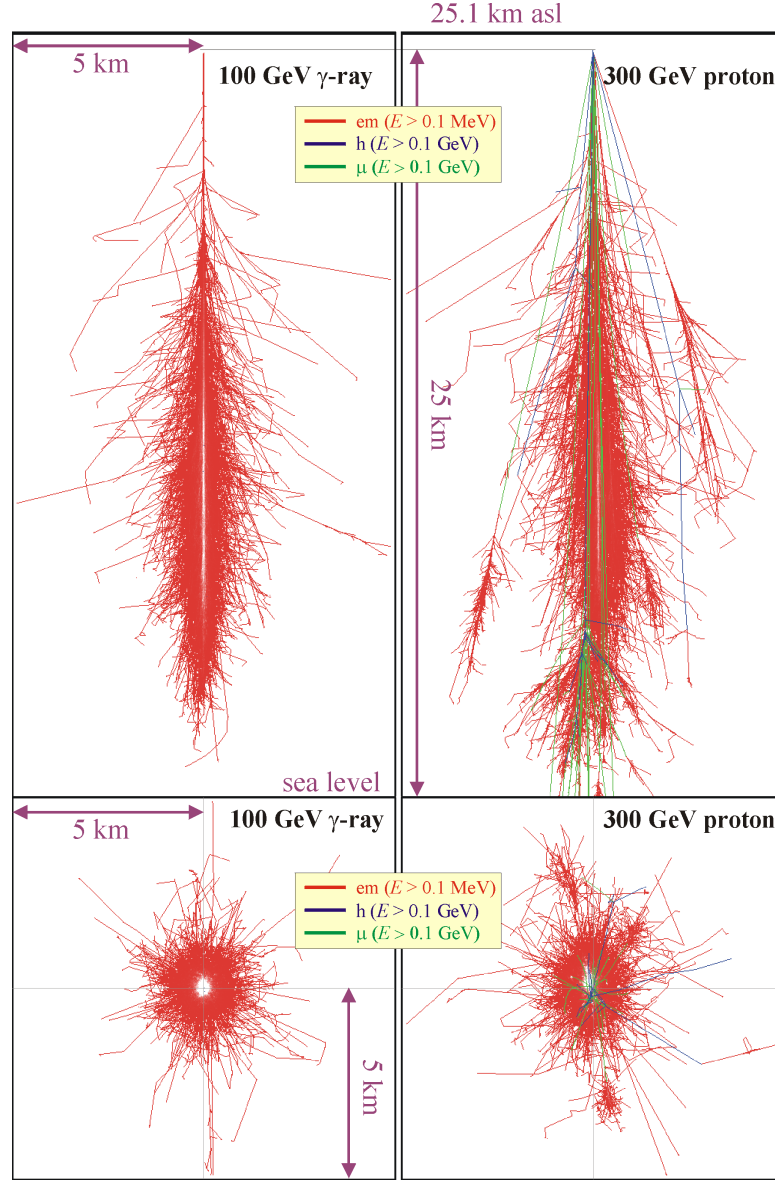 25.1 km asl
5 km
100 GeV γ-ray
300 GeV proton
em (E > 0.1 MeV)
h (E > 0.1 GeV)
μ (E > 0.1 GeV)
25 km
sea level
5 km
100 GeV γ-ray
300 GeV proton
em (E > 0.1 MeV)
h (E > 0.1 GeV)
μ (E > 0.1 GeV)
5 km